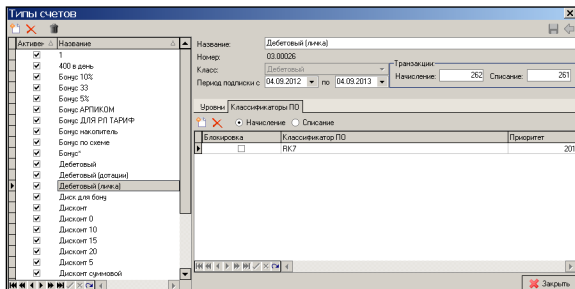 Типы счетов
Активен Название
1
400 в день
Бонус 10%
Бонус 33
Бонус 5%
Бонус АРПИКОМ
Бонус ДЛЯ РЛ ТАРИФ
Бонус накопитель
Бонус по схеме
Бонус*
Дебетовый
Дебетовый (дотации)
Дебетовый (личка)
Диск для бону
Дисконт
Дисконт 0
Дисконт 10
Дисконт 15
Дисконт 20
Дисконт 5
Дисконт суммовой
Название: Дебетовый (личка)
Номер: 03.00026
Класс: Дебетовый
Период подписки с 04.09.2012 по 04.09.2013
Транзакции:
Начисление: 262 Списание: 261
Уровни Классификаторы ПО
Начисление Списание
Блокировка Классификатор ПО Приоритет
RK7 201
Закрыть